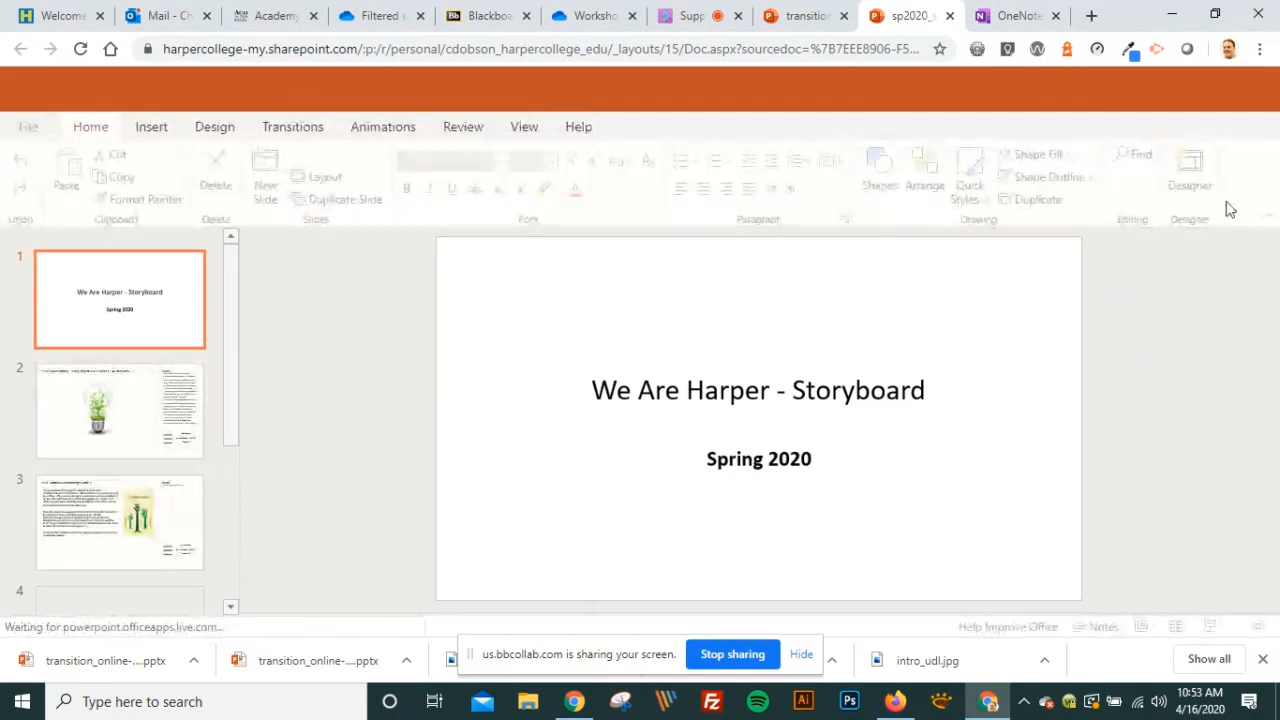 Welcome
Mail - Ch
Academy
Filtered s
Blackboa
Worksho
Supp
transition
sp2020_s
OneNote
harpercollege-my.sharepoint.com/:p:/r/personal/cdobson_harpercollege_edu/_layouts/15/Doc.aspx?sourcedoc=%7B7EEE8906-F5...
File Home Insert Design Transitions Animations Review View Help
Cut
Copy
Format Painter
Paste
Delete
New Slide
Layout
Duplicate Slide
Shapes
Arrange
Quick Styles
Shape Fill
Shape Outline
Duplicate
Find
Designer
Undo Clipboard Delete Slides Font Paragraph Drawing Editing Designer
1
We Are Harper - Storyboard
Spring 2020
2
3
4
We Are Harper - Storyboard
Spring 2020
Waiting for powerpoint.officeapps.live.com...
Help Improve Office
Notes
transition_online-....pptx
transition_online-....pptx
us.bbcollab.com is sharing your screen.
Stop sharing
Hide
intro_udl.jpg
Show all
Type here to search
10:53 AM
4/16/2020